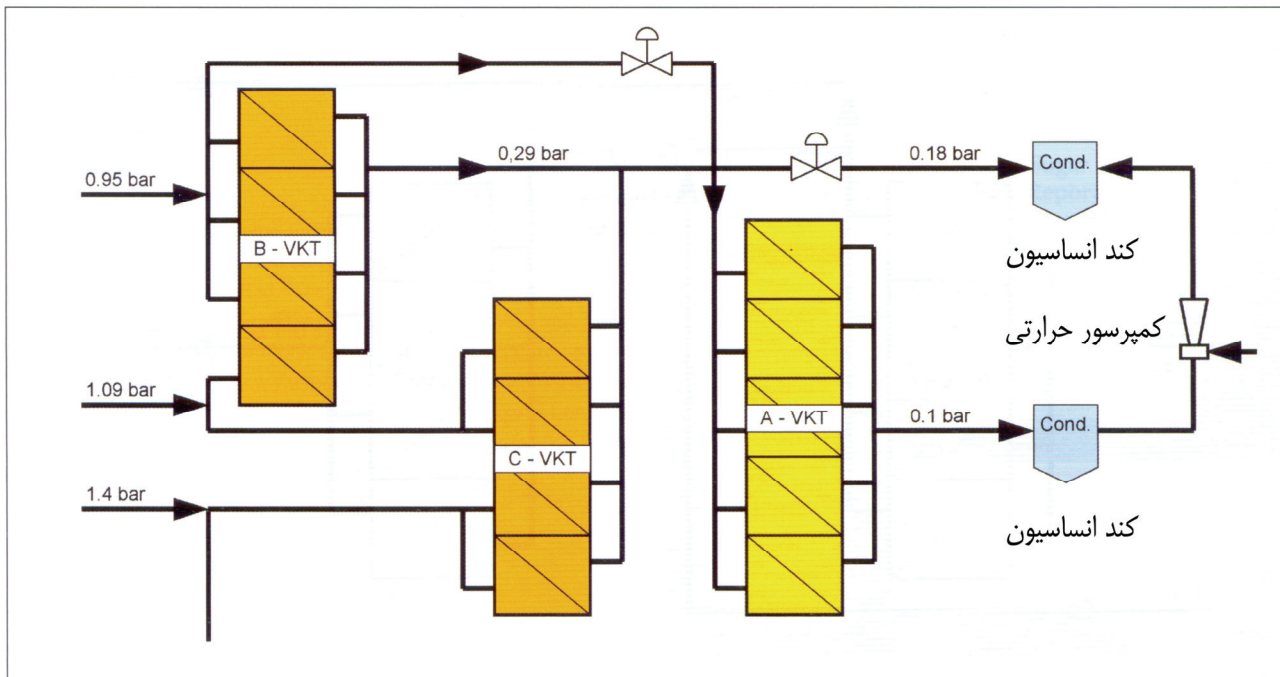 0.95 bar
0,29 bar
0.18 bar
Cond.
B - VKT
کند انساسیون
کمپرسور حرارتی
1.09 bar
A - VKT
0.1 bar
Cond.
C - VKT
1.4 bar
کند انساسیون